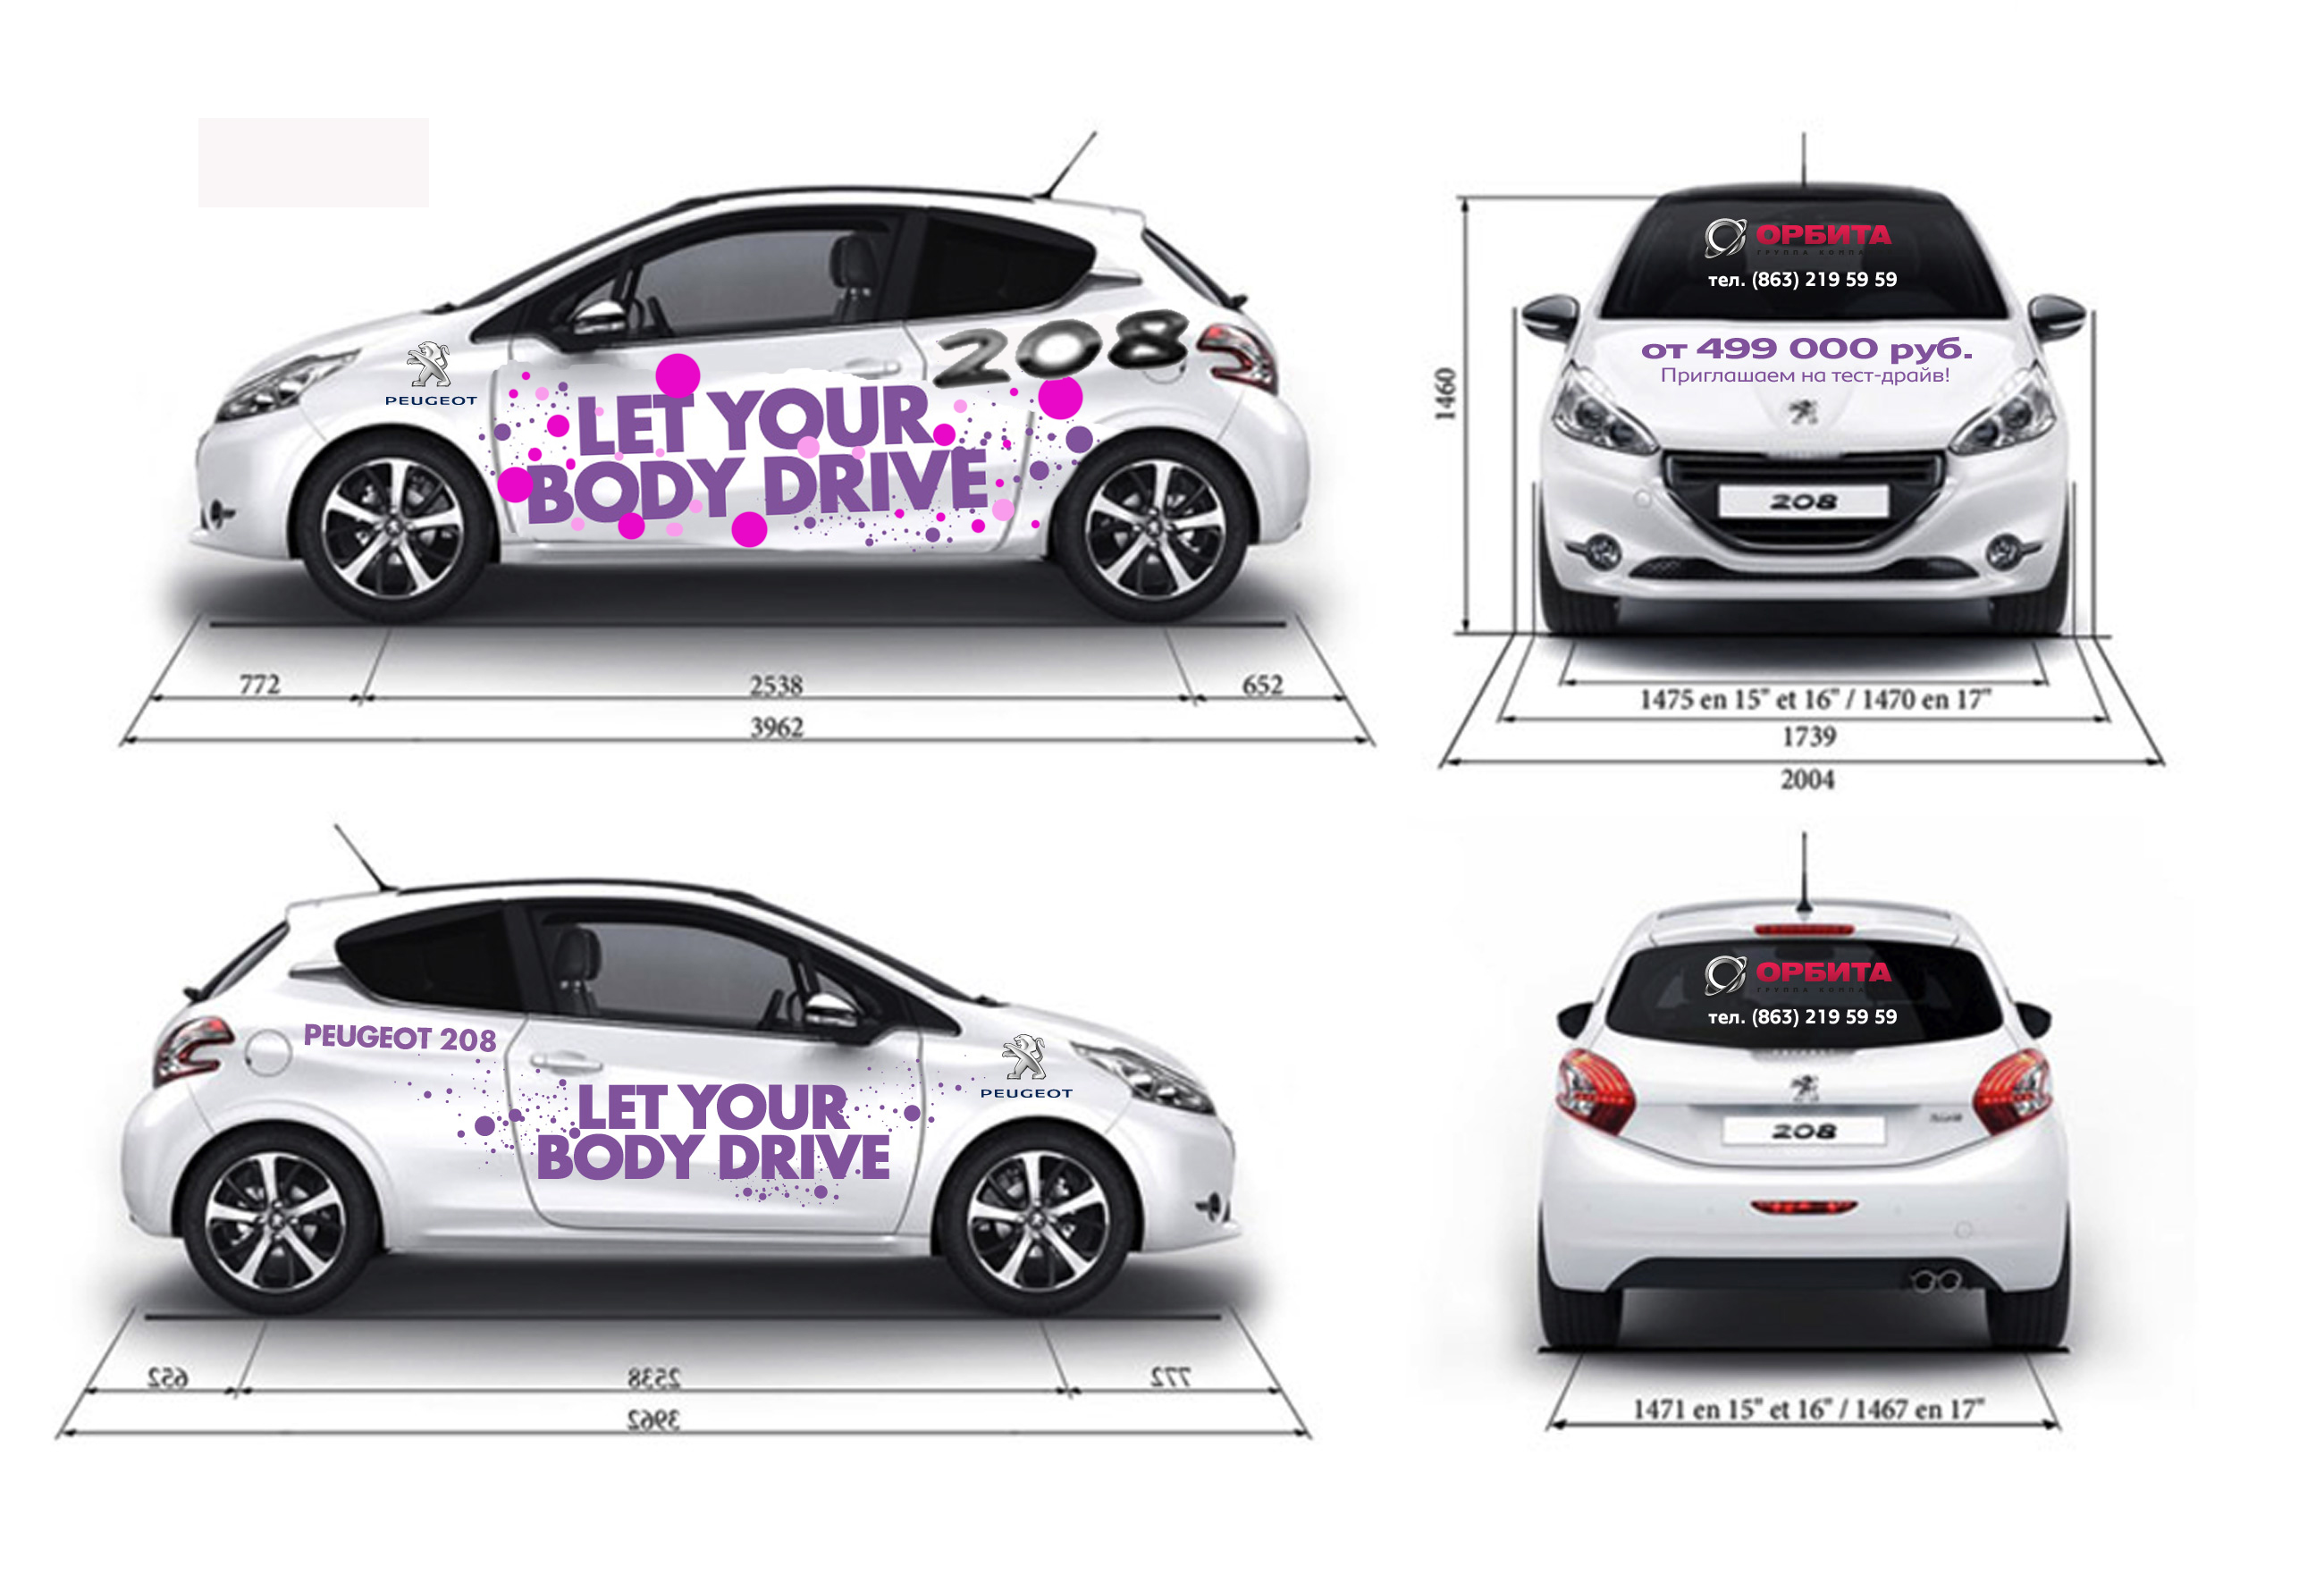 208
PEUGEOT
LET YOUR
BODY DRIVE
772
2538
652
3962
ОРБИТА
тел. (863) 219 59 59
от 499 000 руб.
Приглашаем на тест-драйв!
208
1460
1475 en 15" et 16" / 1470 en 17"
1739
2004
PEUGEOT 208
PEUGEOT
LET YOUR
BODY DRIVE
652
2538
772
3962
ОРБИТА
тел. (863) 219 59 59
208
1471 en 15" et 16" / 1467 en 17"